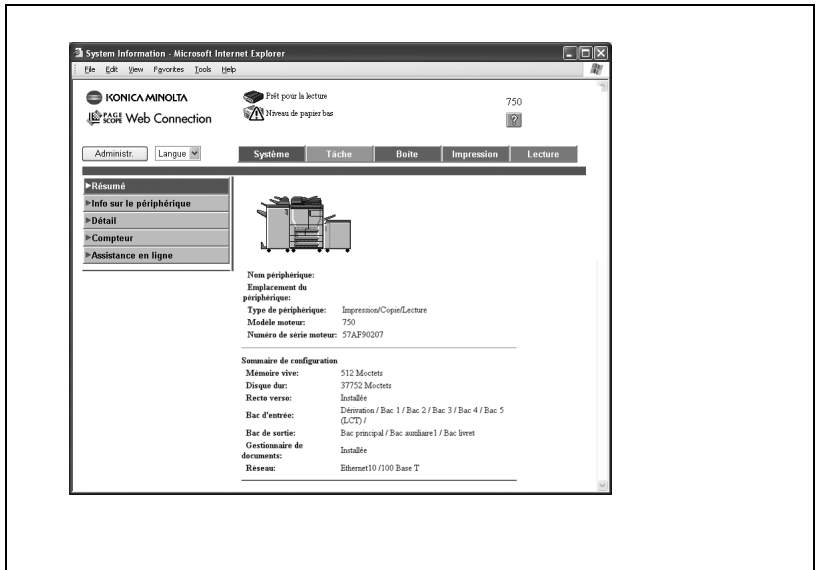 System Information - Microsoft Internet Explorer
File Edit View Favorites Tools Help
KONICA MINOLTA
Prêt pour la lecture
750
PAGE SCOPE Web Connection
Niveau de papier bas
?
Administr. Langue
Système Tâche Boîte Impression Lecture
Résumé
Info sur le périphérique
Détail
Compteur
Assistance en ligne
Nom périphérique:
Emplacement du
périphérique:
Type de périphérique: Impression/Copie/Lecture
Modèle moteur: 750
Numéro de série moteur: 57AF90207
Sommaire de configuration
Mémoire vive: 512 Moctets
Disque dur: 37752 Moctets
Recto verso: Installée
Bac d'entrée: Dérivation / Bac 1 / Bac 2 / Bac 3 / Bac 4 / Bac 5
(LCT) /
Bac de sortie: Bac principal / Bac auxiliaire1 / Bac livret
Gestionnaire de
documents: Installée
Réseau: Ethernet10 /100 Base T